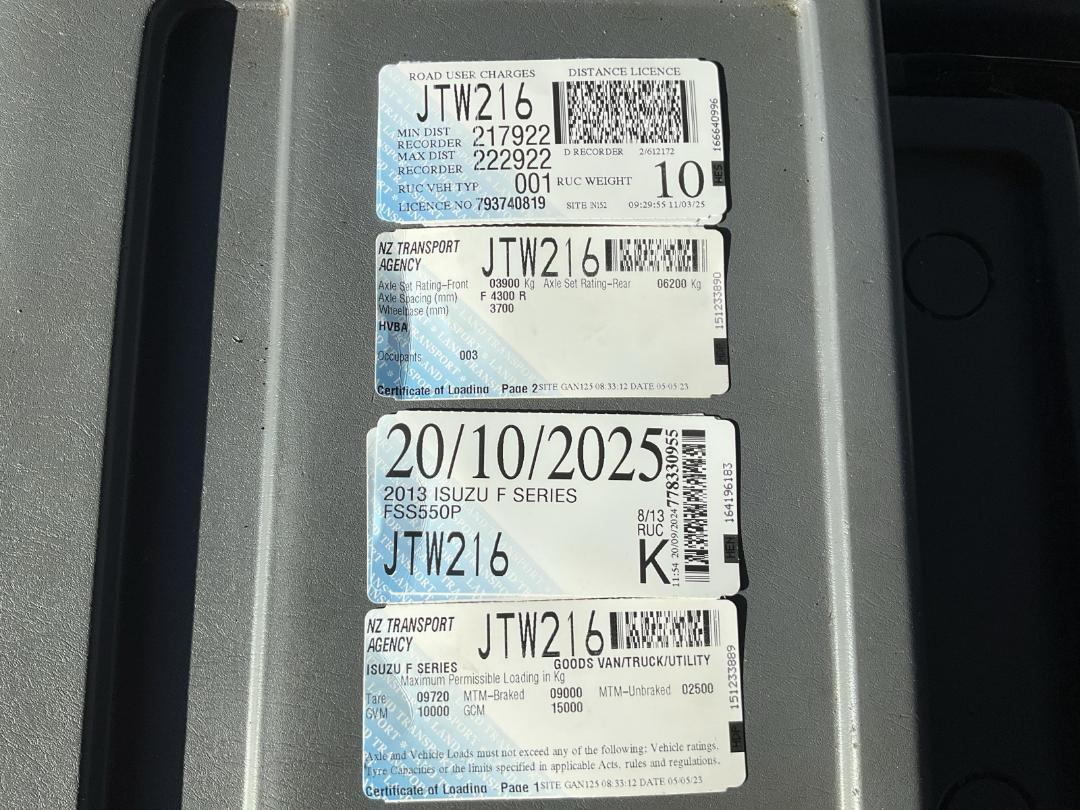 ROAD USER CHARGES DISTANCE LICENCE
JTW216
MIN DIST RECORDER 217922
MAX DIST RECORDER 222922
D RECORDER 2/612172
RUC VEH TYP 001 RUC WEIGHT 10
LICENCE NO 793740819 SITE IN152 09:29:55 11/03/25
166640996
HES
NZ TRANSPORT AGENCY
JTW216
Axle Set Rating-Front 03900 Kg Axle Set Rating-Rear 06200 Kg
Axle Spacing (mm) F 4300 R
Wheelbase (mm) 3700
HVBA
Occupants 003
Certificate of Loading Page 2 SITE GAN125 08:33:12 DATE 05/05/23
151233890
20/10/2025
2013 ISUZU F SERIES
FSS550P
JTW216
8/13
RUC
K
11:54 20/09/2024 778330955
164196183
HEN
NZ TRANSPORT AGENCY
JTW216
ISUZU F SERIES GOODS VAN/TRUCK/UTILITY
Maximum Permissible Loading in Kg
Tare 09720 MTM-Braked 09000 MTM-Unbraked 02500
GVM 10000 GCM 15000
Axle and Vehicle Loads must not exceed any of the following: Vehicle ratings.
Tyre Capacities or the limits specified in applicable Acts, rules and regulations.
Certificate of Loading Page 1 SITE GAN125 08:33:12 DATE 05/05/23
151233889